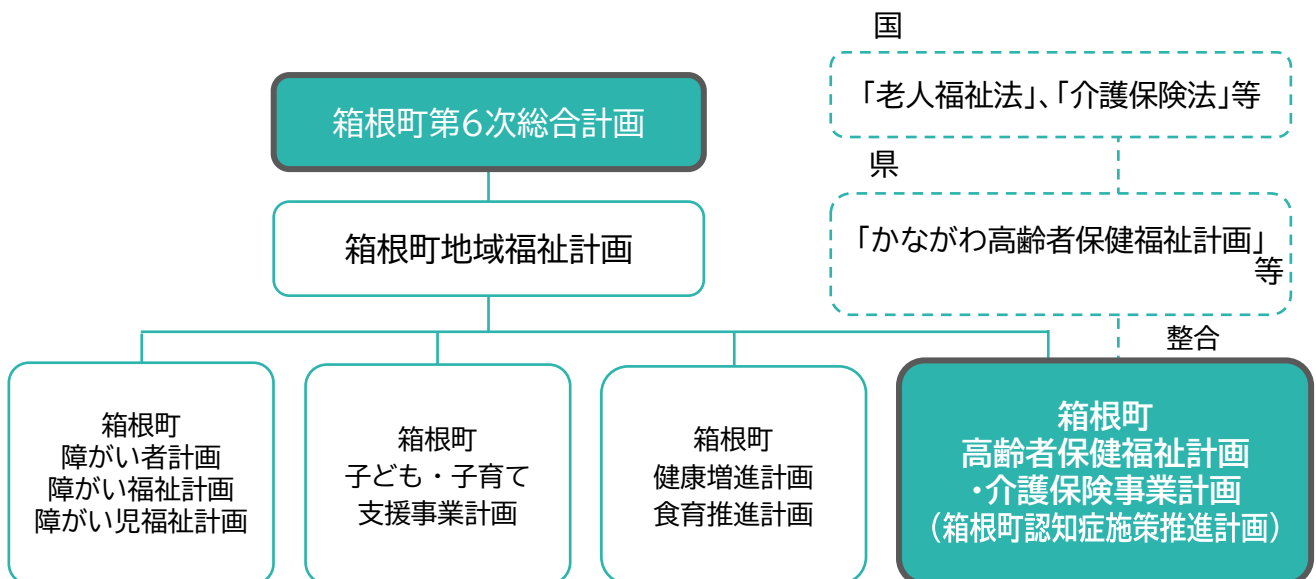 国
「老人福祉法」、「介護保険法」等
箱根町第6次総合計画
県
「かながわ高齢者保健福祉計画」
等
箱根町地域福祉計画
整合
箱根町
障がい者計画
障がい福祉計画
障がい児福祉計画
箱根町
子ども・子育て
支援事業計画
箱根町
健康増進計画
食育推進計画
箱根町
高齢者保健福祉計画
・介護保険事業計画
（箱根町認知症施策推進計画）